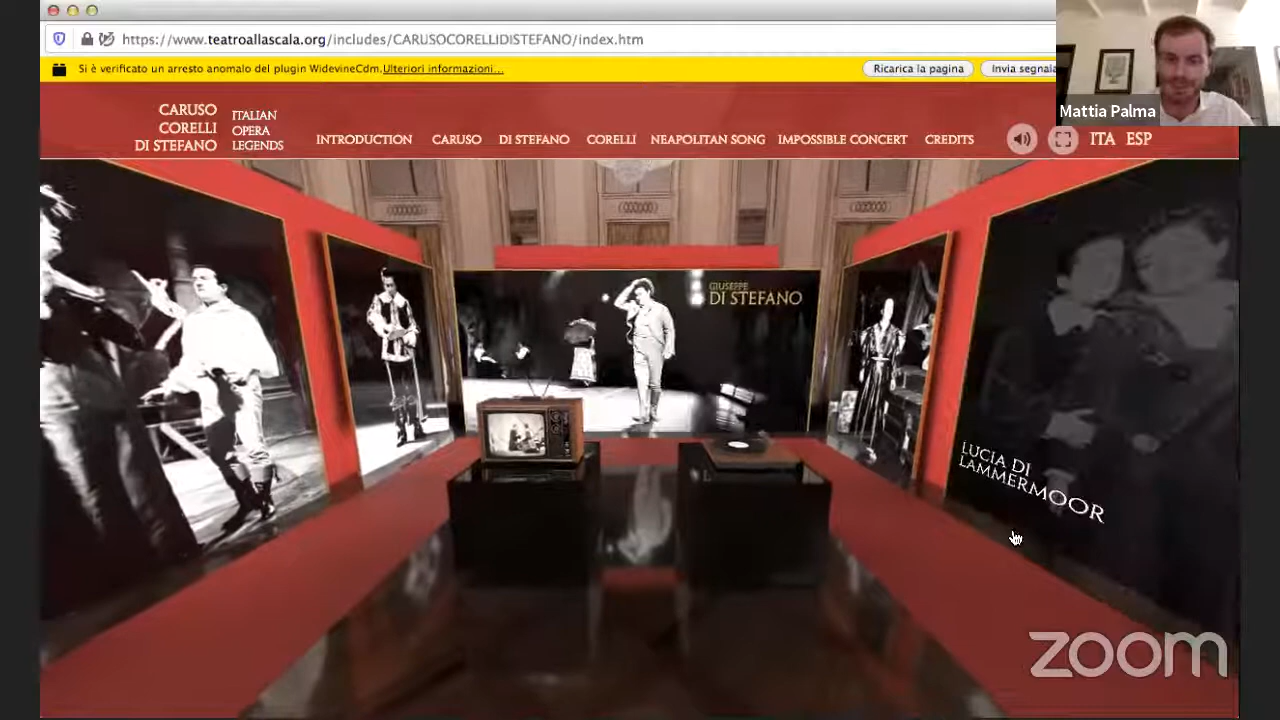 https://www.teatroallascala.org/includes/CARUSOCORELLIDISTEFANO/index.htm
Si è verificato un arresto anomalo del plugin WidevineCdm.Ulteriori informazioni...
Ricarica la pagina
Invia segnala
Mattia Palma
CARUSO
CORELLI
DI STEFANO
ITALIAN
OPERA
LEGENDS
INTRODUCTION
CARUSO
DI STEFANO
CORELLI
NEAPOLITAN SONG
IMPOSSIBLE CONCERT
CREDITS
ITA
ESP
GIUSEPPE
DI STEFANO
LUCIA DI
LAMMERMOOR
zoom